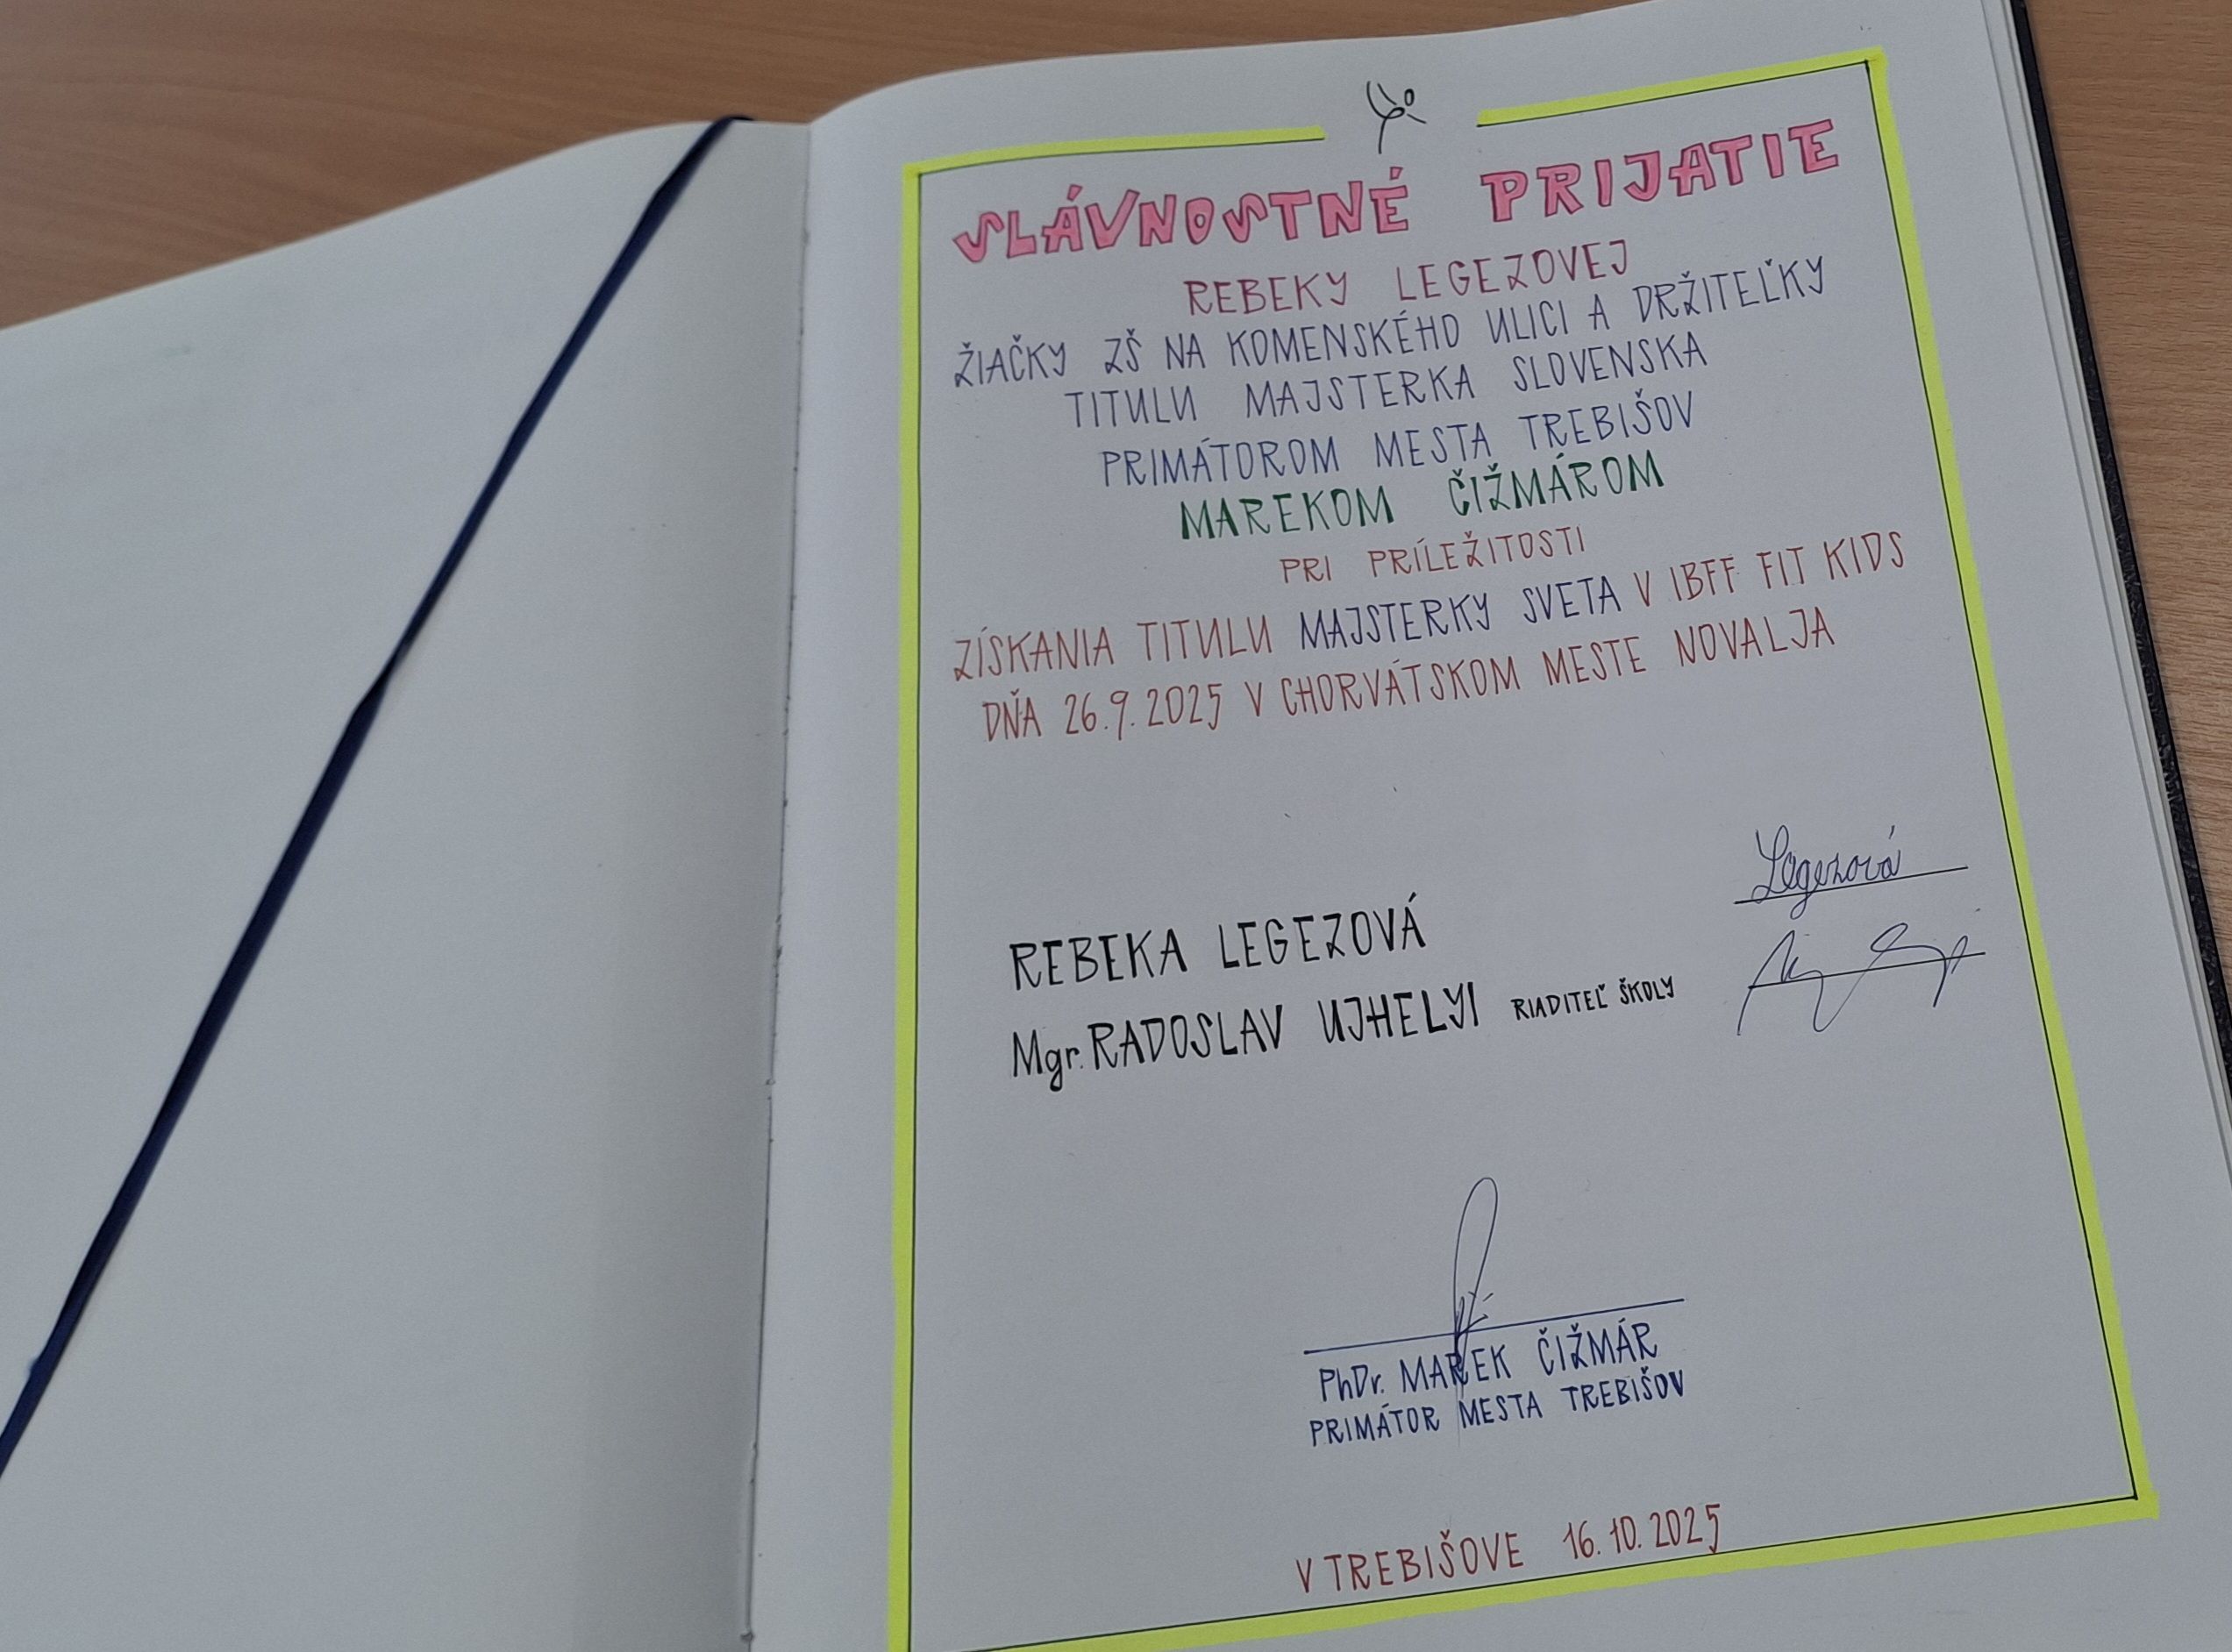 SLÁVNOSTNÉ PRIJATIE
REBEKY LEGEZOVEJ
ŽIAČKY ZŠ NA KOMENSKÉHO ULICI A DRŽITEĽKY
TITULU MAJSTERKA SLOVENSKA
PRIMÁTOROM MESTA TREBIŠOV
MAREKOM ČIŽMÁROM
PRI PRÍLEŽITOSTI
ZÍSKANIA TITULU MAJSTERKY SVETA V IBFF FIT KIDS
DŇA 26.9.2025 V CHORVÁTSKOM MESTE NOVALJA
Legezová
REBEKA LEGEZOVÁ
Mgr. RADOSLAV UJHELYI RIADITEĽ ŠKOLY
PhDr. MAREK ČIŽMÁR
PRIMÁTOR MESTA TREBIŠOV
V TREBIŠOVE 16.10.2025